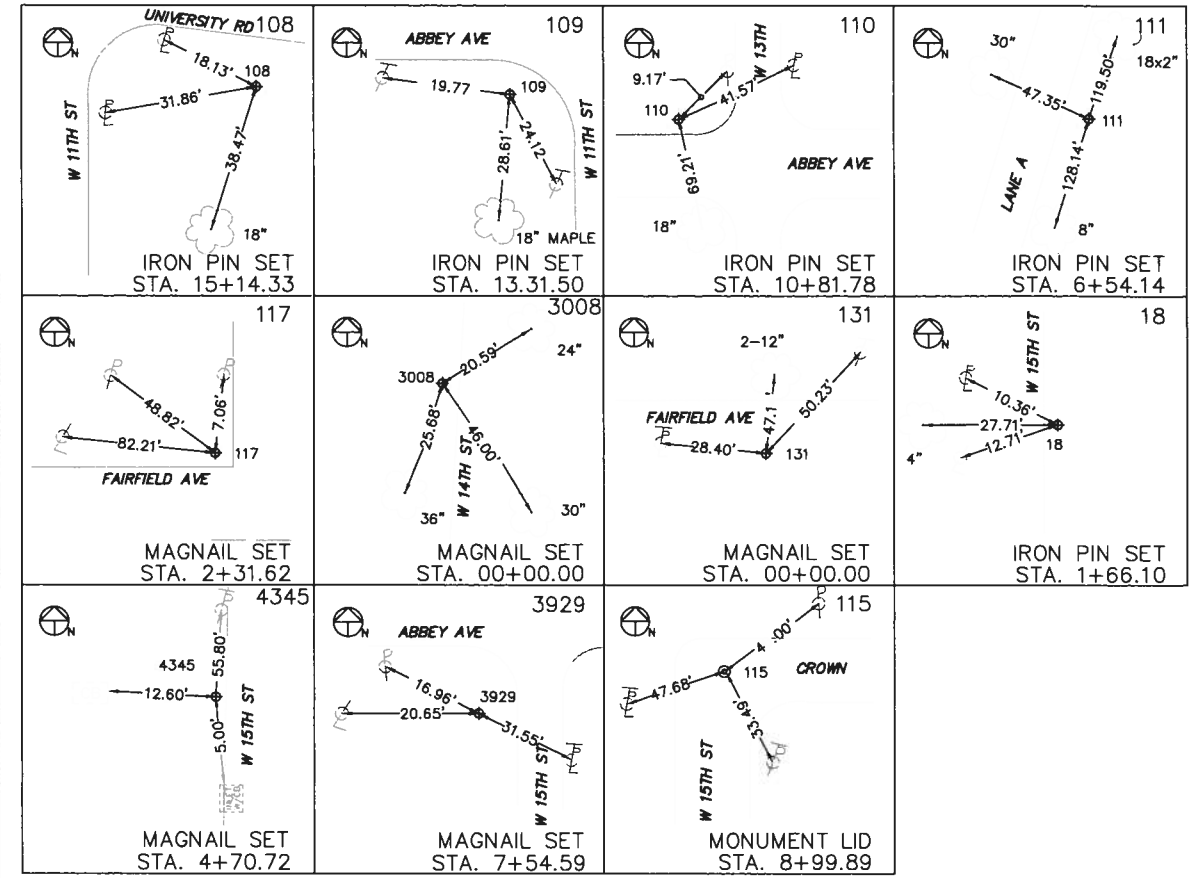 UNIVERSITY RD 108
N
18.13'
108
31.86'
38.47'
W 11TH ST
18"
IRON PIN SET
STA. 15+14.33
109
ABBEY AVE
N
19.77
109
28.61'
24.12
W 11TH ST
18" MAPLE
IRON PIN SET
STA. 13.31.50
110
W 13TH
N
9.17'
41.57'
110
69.21'
ABBEY AVE
18"
IRON PIN SET
STA. 10+81.78
111
30"
18x2"
N
119.50'
47.35'
111
128.14'
LANE A
8"
IRON PIN SET
STA. 6+54.14
117
N
48.82'
7.06'
82.21'
117
FAIRFIELD AVE
MAGNAIL SET
STA. 2+31.62
3008
N
20.59'
24"
3008
25.68'
46.00'
W 14TH ST
36"
30"
MAGNAIL SET
STA. 00+00.00
131
N
2-12"
FAIRFIELD AVE
47.1'
50.23'
28.40'
131
MAGNAIL SET
STA. 00+00.00
18
W 15TH ST
N
10.36'
27.71'
12.71'
18
4"
IRON PIN SET
STA. 1+66.10
4345
N
55.80'
4345
12.60'
5.00'
W 15TH ST
MAGNAIL SET
STA. 4+70.72
3929
ABBEY AVE
N
16.96'
3929
20.65'
31.55'
W 15TH ST
MAGNAIL SET
STA. 7+54.59
115
N
CROWN
47.68'
115
33.49'
W 15TH ST
MONUMENT LID
STA. 8+99.89